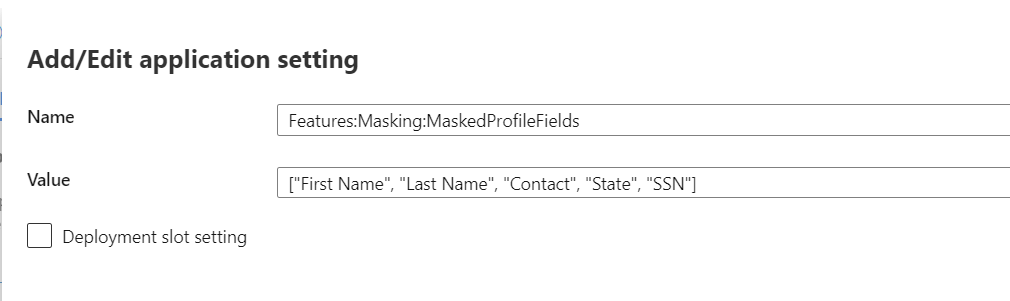 Add/Edit application setting
Name
Features:Masking:MaskedProfileFields
Value
["First Name", "Last Name", "Contact", "State", "SSN"]
Deployment slot setting